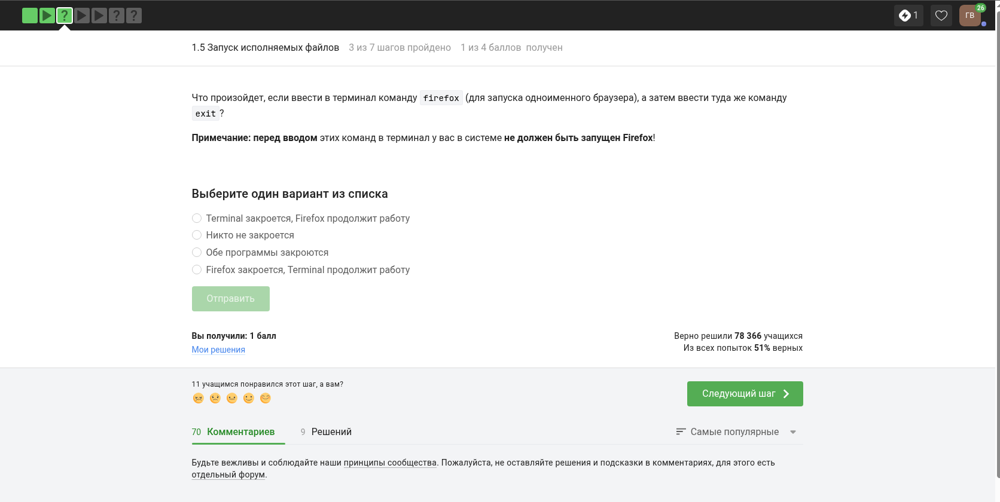 ? ? ?
1
ГВ
26
1.5 Запуск исполняемых файлов 3 из 7 шагов пройдено 1 из 4 баллов получен
Что произойдет, если ввести в терминал команду firefox (для запуска одноименного браузера), а затем ввести туда же команду
exit ?
Примечание: перед вводом этих команд в терминал у вас в системе не должен быть запущен Firefox!
Выберите один вариант из списка
Terminal закроется, Firefox продолжит работу
Никто не закроется
Обе программы закроются
Firefox закроется, Terminal продолжит работу
Отправить
Вы получили: 1 балл
Мои решения
Верно решили 78 366 учащихся
Из всех попыток 51% верных
11 учащимся понравился этот шаг, а вам?
Следующий шаг
70 Комментариев 9 Решений Самые популярные
Будьте вежливы и соблюдайте наши принципы сообщества. Пожалуйста, не оставляйте решения и подсказки в комментариях, для этого есть
отдельный форум.